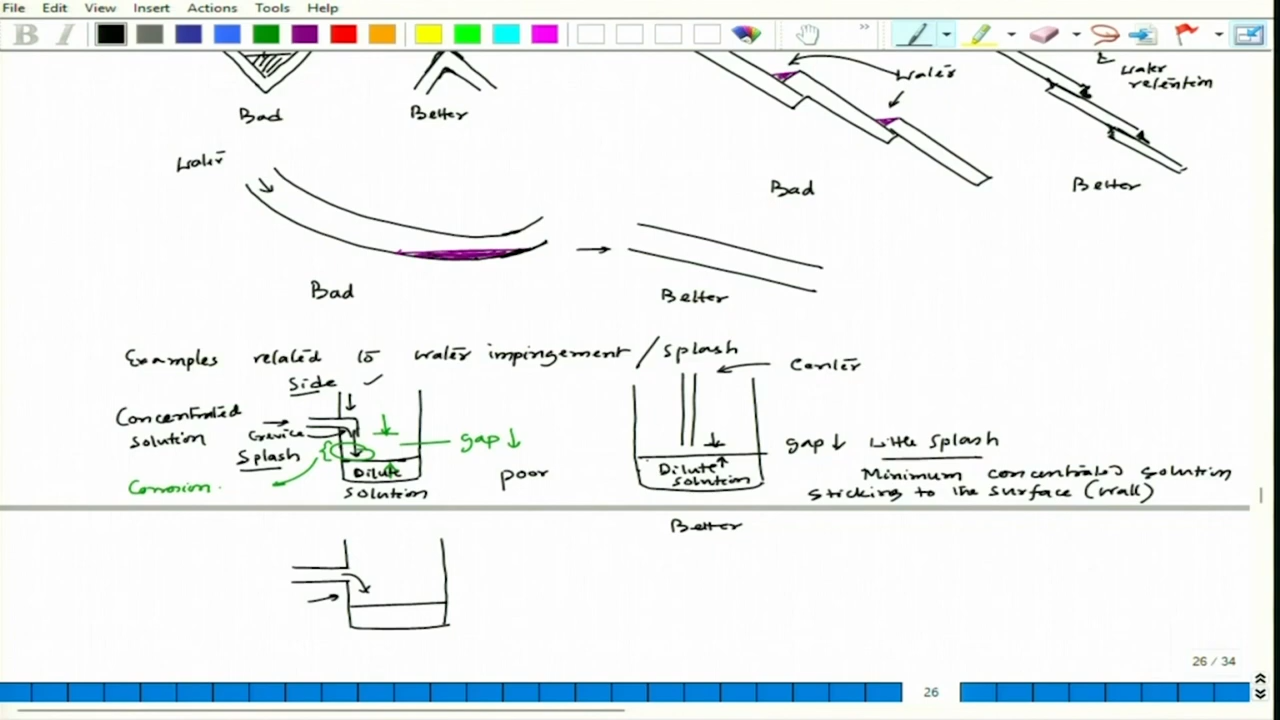 File Edit View Insert Actions Tools Help
B I
Bad
Better
Water
Water retention
Bad
Better
Water
Bad
Better
Examples related to water impingement / splash
Side
Concentrated solution
Crevice
Splash
Corrosion
gap ↓
Dilute solution
poor
Center
gap ↓ Little splash
Dilute solution
Minimum concentrated solution
sticking to the surface (wall)
Better
26 / 34
26